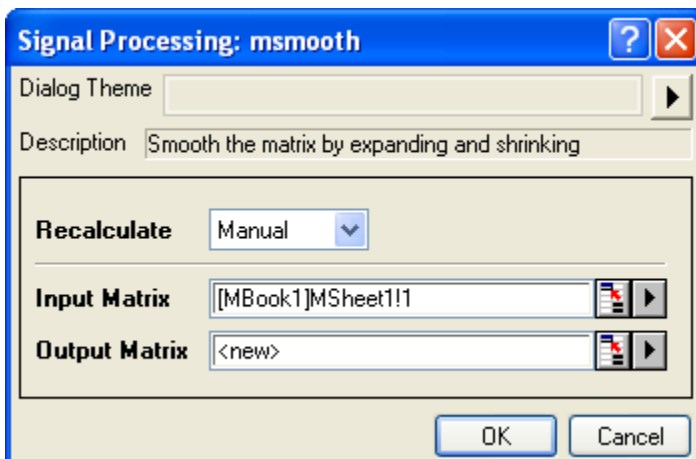 Signal Processing: msmooth
Dialog Theme
Description Smooth the matrix by expanding and shrinking
Recalculate Manual
Input Matrix [MBook1]MSheet1!1
Output Matrix <new>
OK Cancel